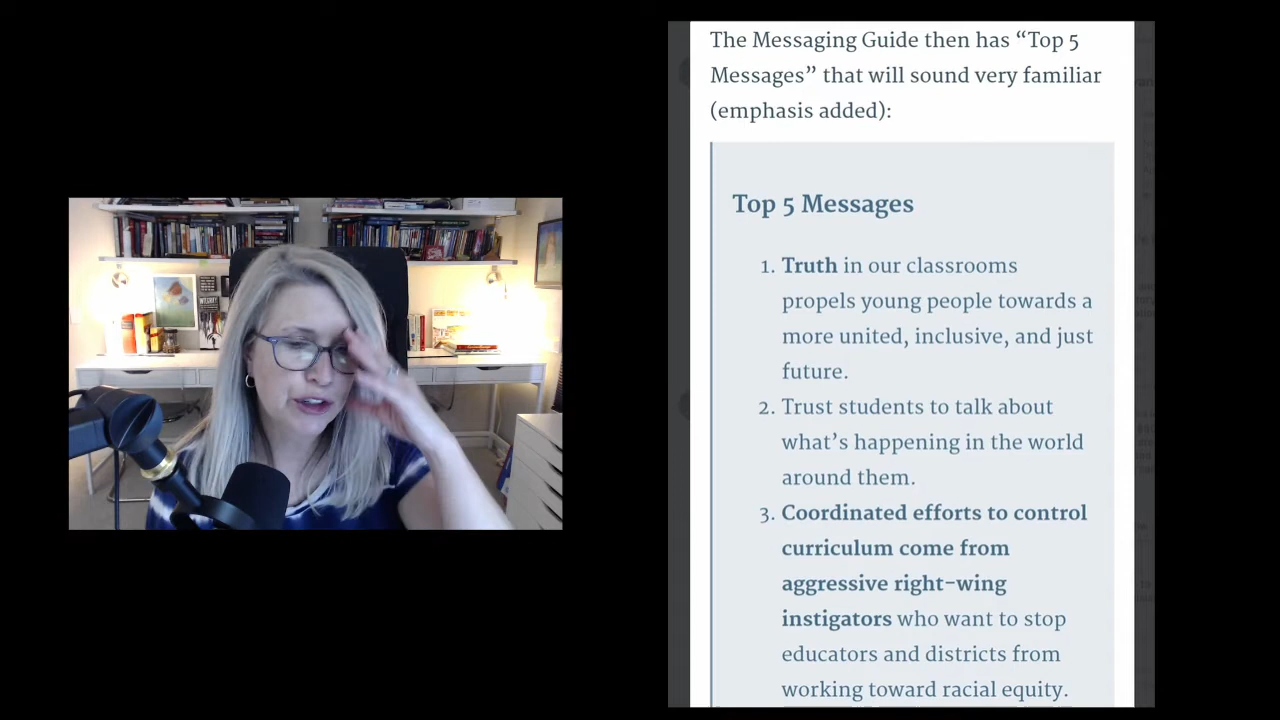 The Messaging Guide then has “Top 5
Messages” that will sound very familiar
(emphasis added):
Top 5 Messages
1. Truth in our classrooms
propels young people towards a
more united, inclusive, and just
future.
2. Trust students to talk about
what’s happening in the world
around them.
3. Coordinated efforts to control
curriculum come from
aggressive right-wing
instigators who want to stop
educators and districts from
working toward racial equity.